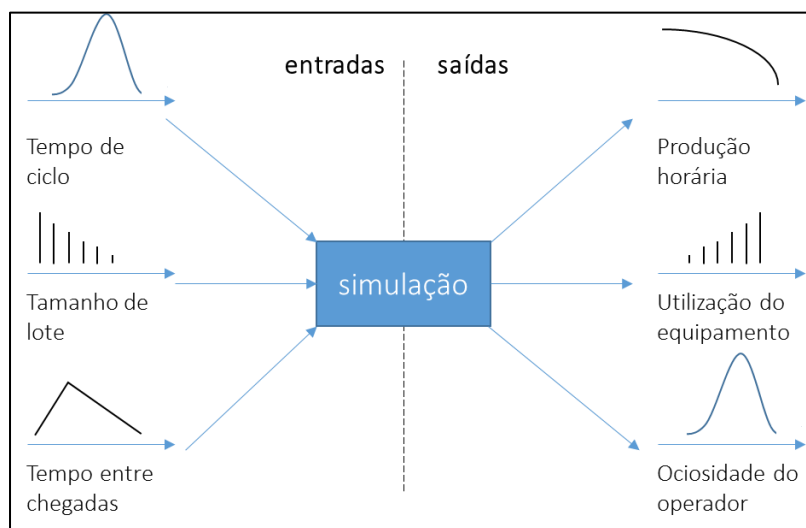 entradas
saídas
Tempo de
ciclo
Produção
horária
Tamanho de
lote
simulação
Utilização do
equipamento
Tempo entre
chegadas
Ociosidade do
operador